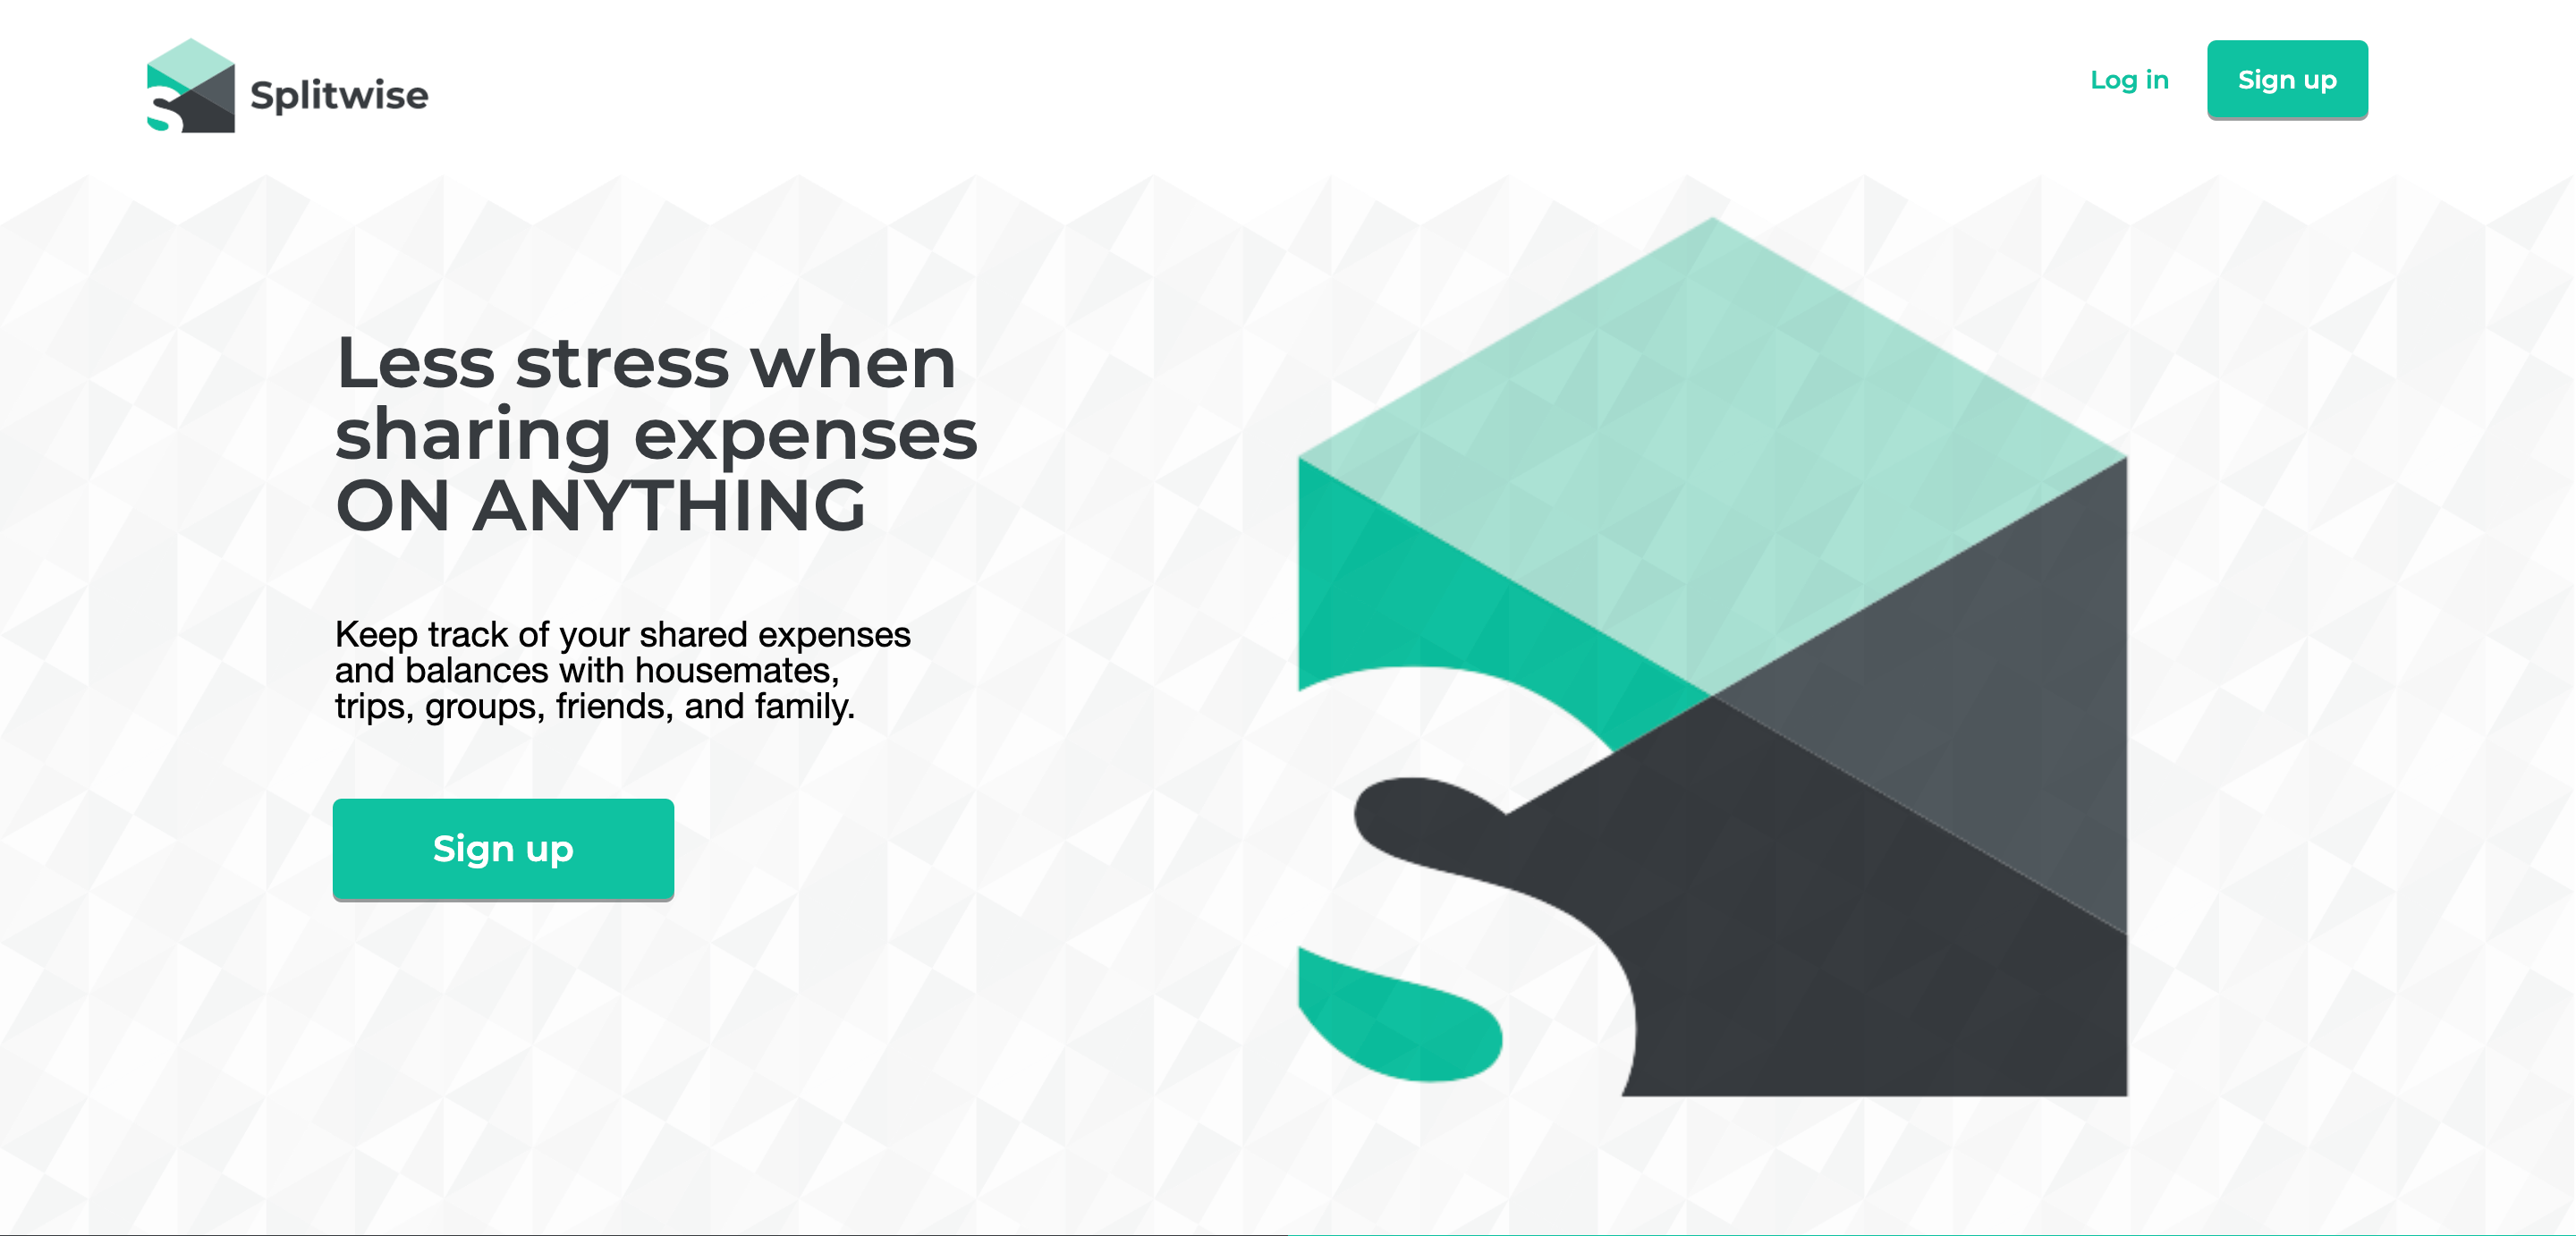 Splitwise
Log in
Sign up
Less stress when
sharing expenses
ON ANYTHING
Keep track of your shared expenses
and balances with housemates,
trips, groups, friends, and family.
Sign up